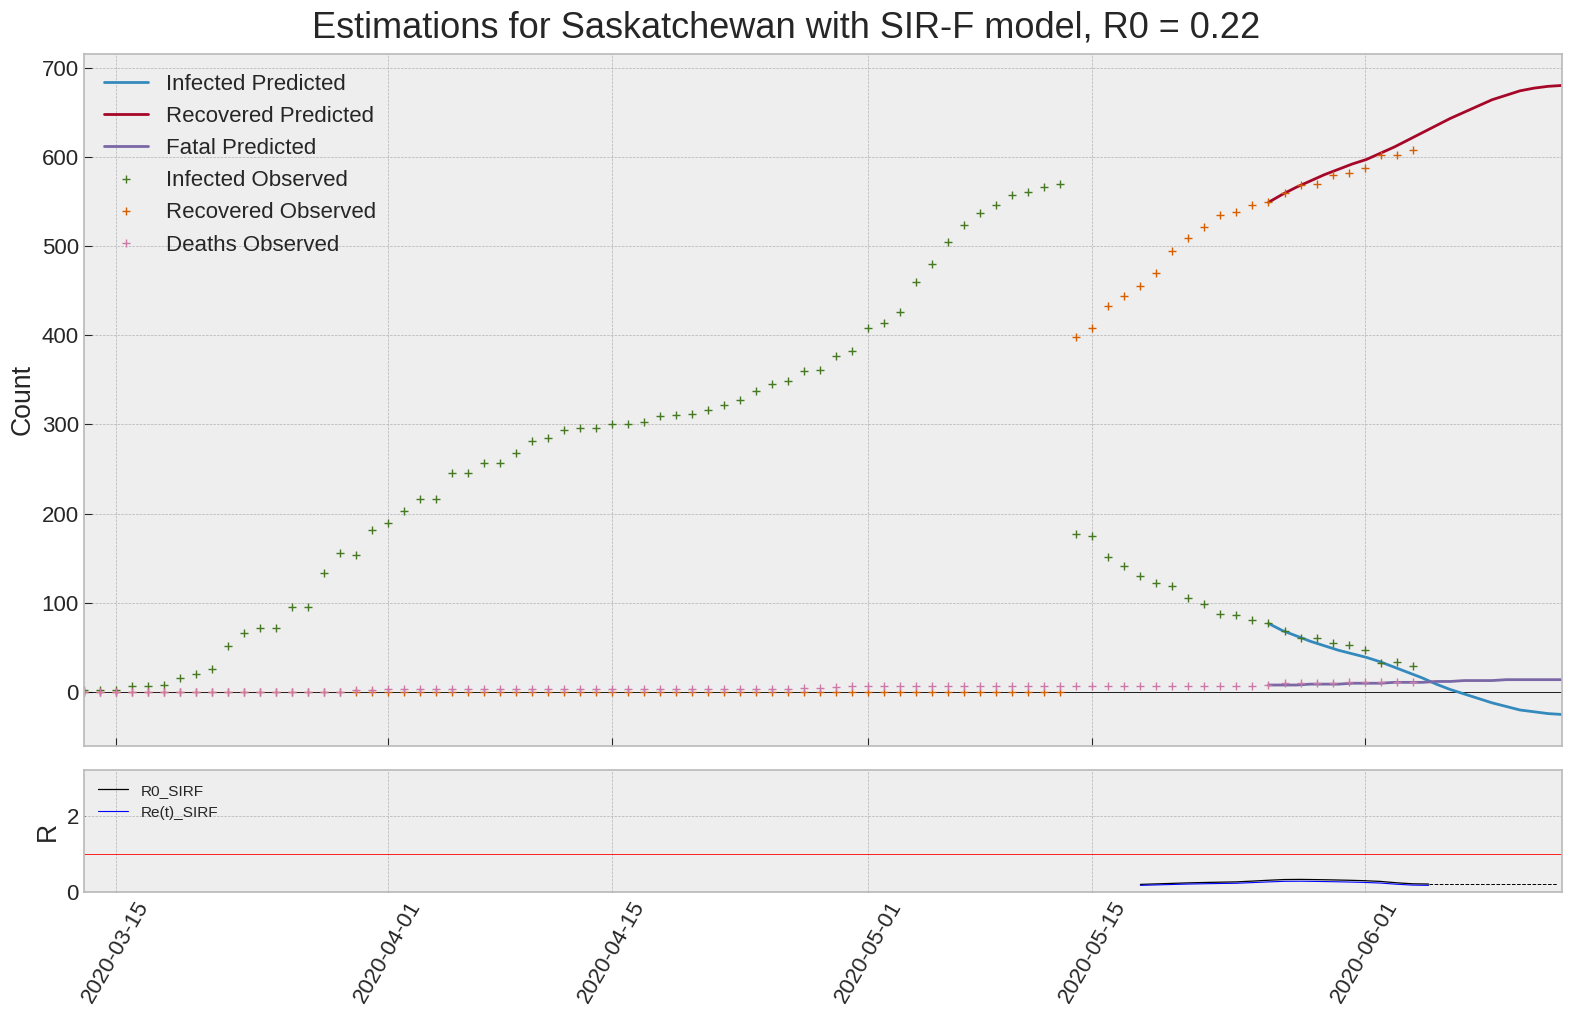 Estimations for Saskatchewan with SIR-F model, R0 = 0.22
Infected Predicted
Recovered Predicted
Fatal Predicted
Infected Observed
Recovered Observed
Deaths Observed
700
600
500
400
300
200
100
0
Count
R0_SIRF
Re(t)_SIRF
2
0
R
2020-03-15
2020-04-01
2020-04-15
2020-05-01
2020-05-15
2020-06-01